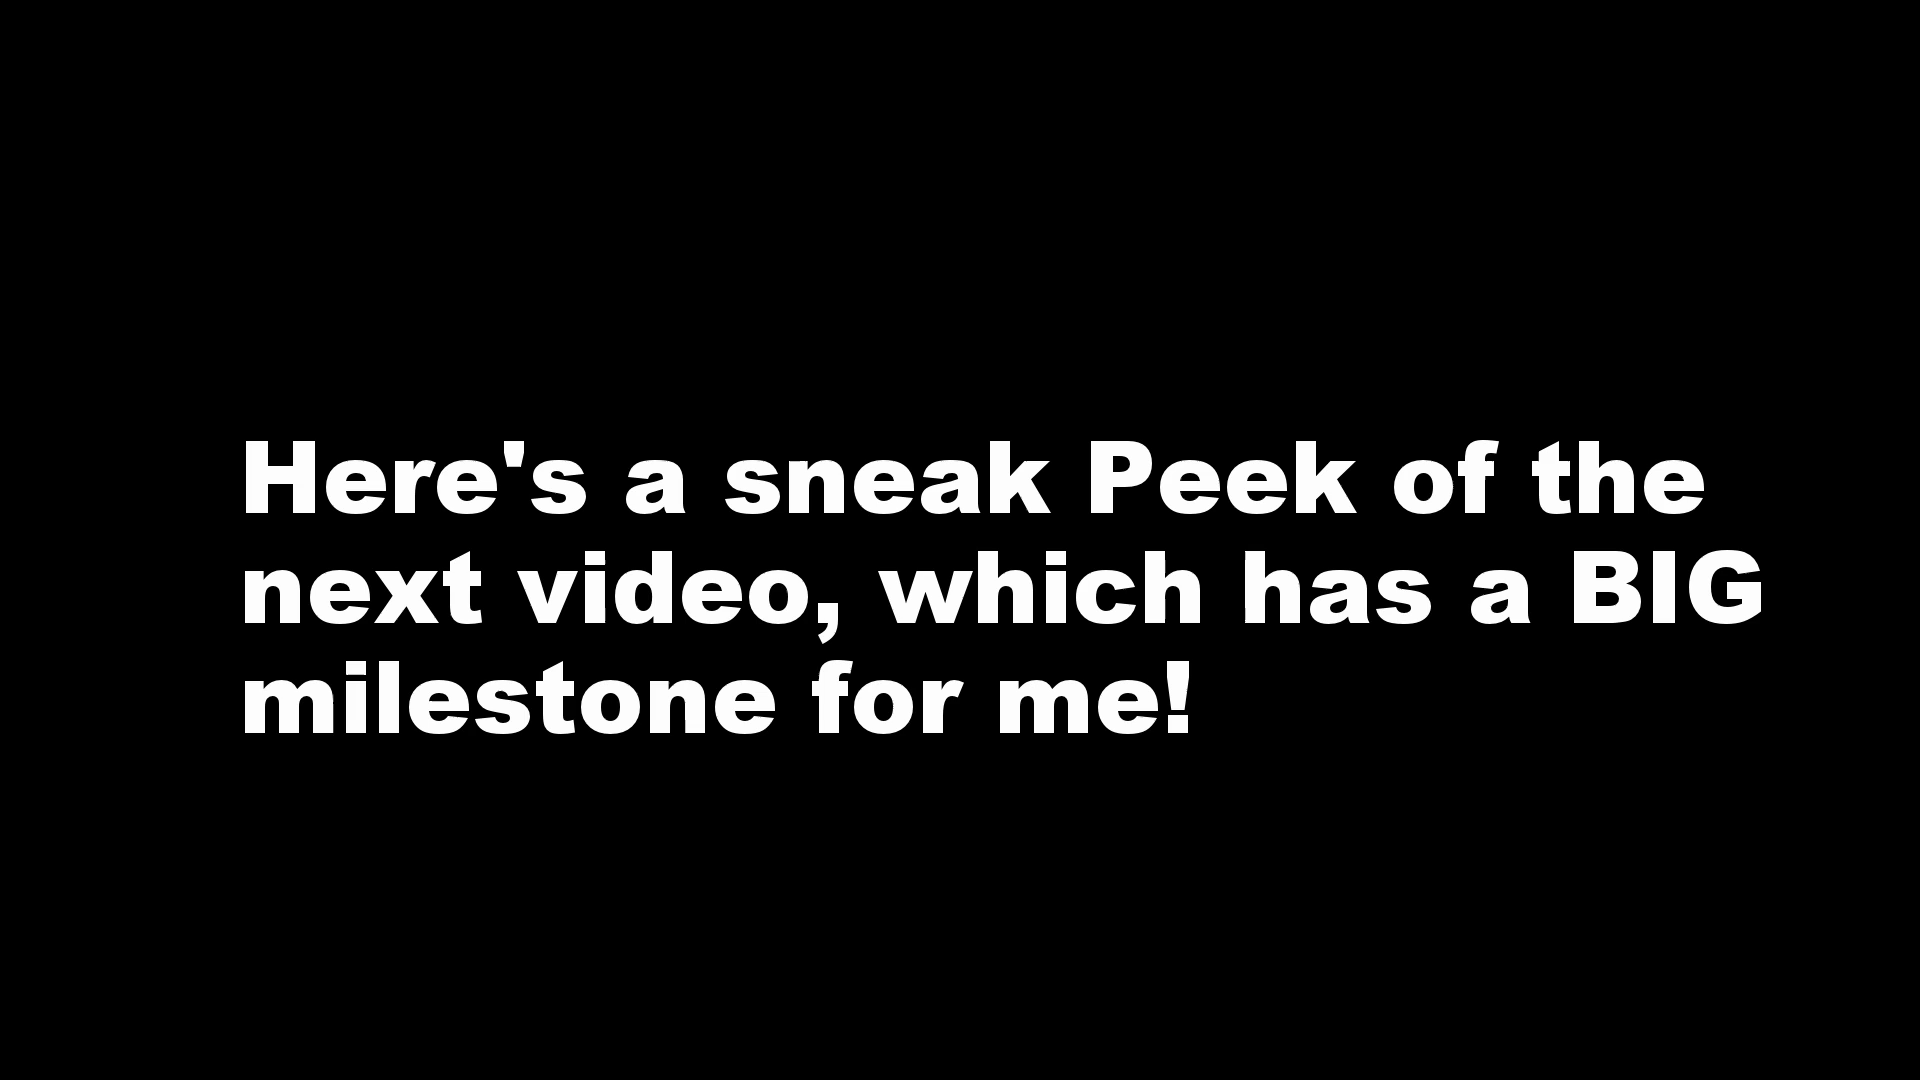 Here's a sneak Peek of the
next video, which has a BIG
milestone for me!